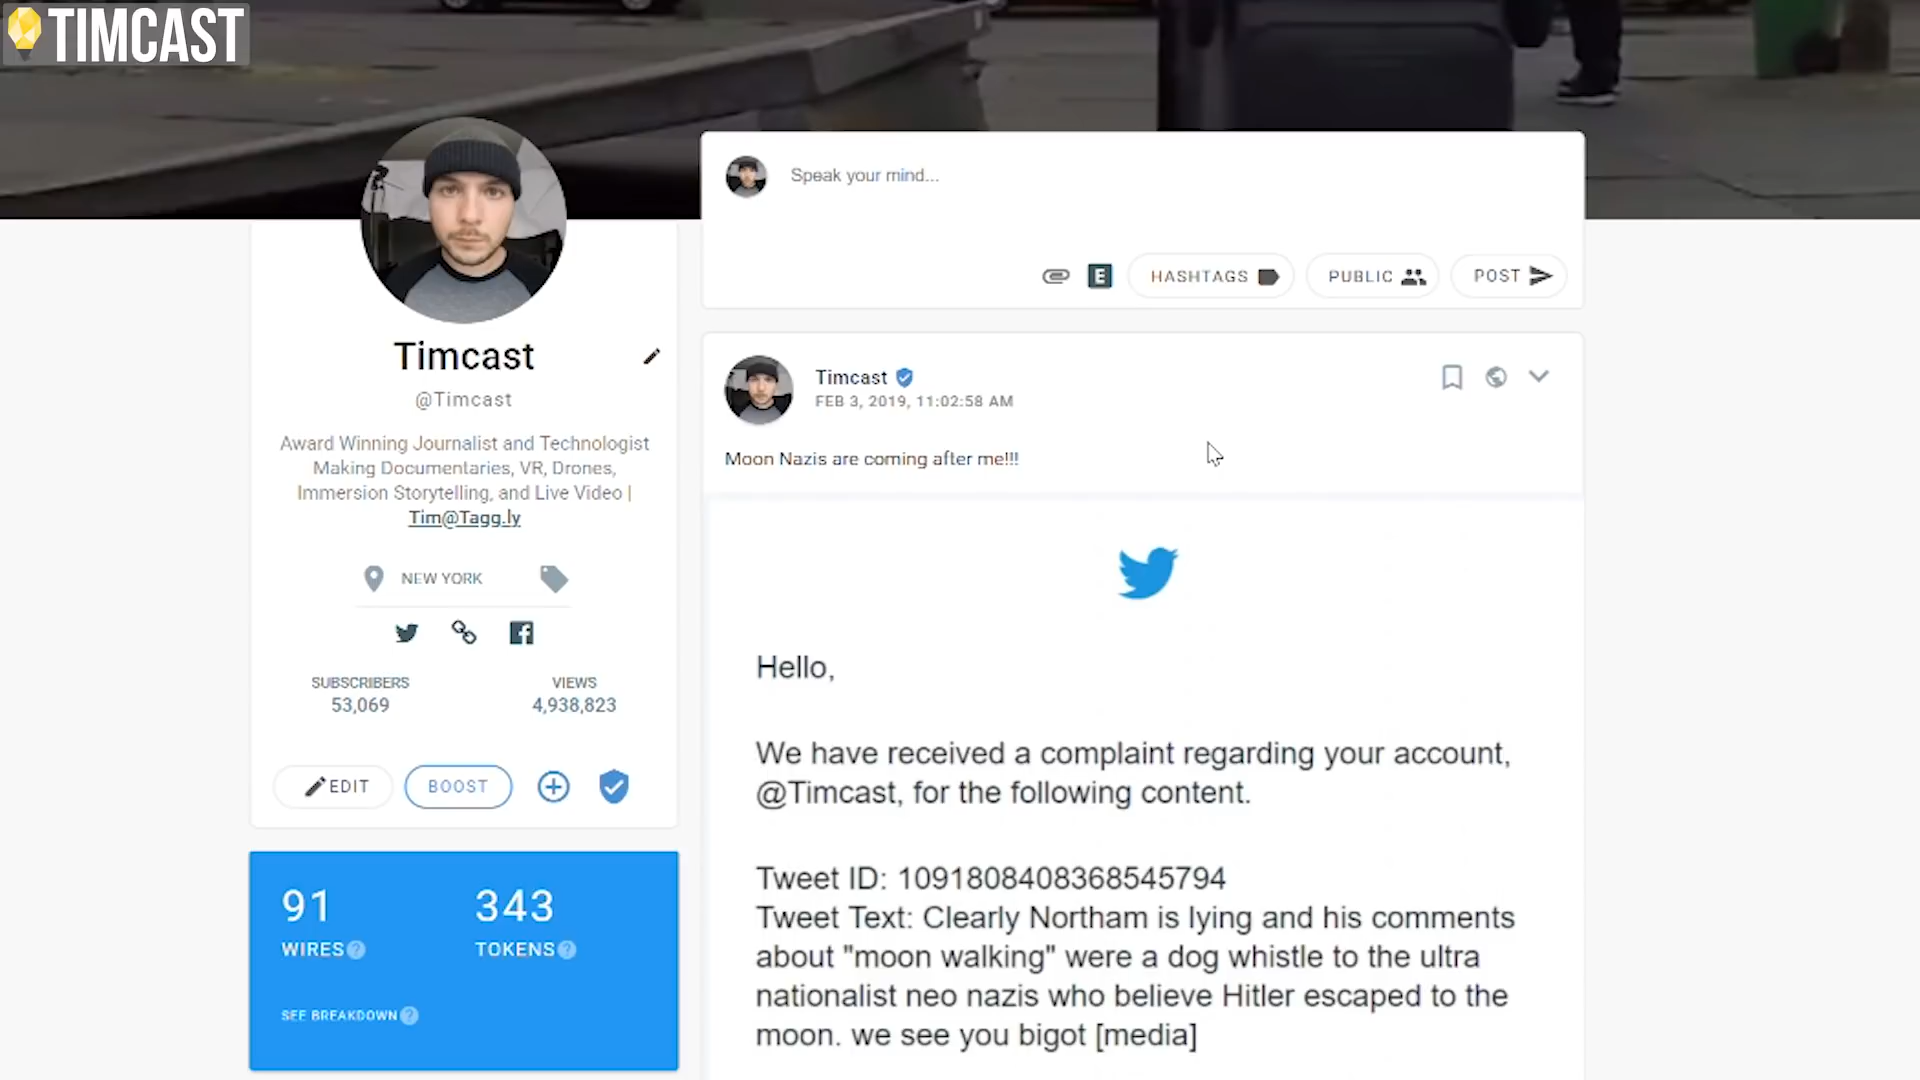 TIMCAST
Speak your mind...
E
HASHTAGS
PUBLIC
POST
Timcast
@Timcast
Award Winning Journalist and Technologist
Making Documentaries, VR, Drones,
Immersion Storytelling, and Live Video |
Tim@Tagg.ly
NEW YORK
SUBSCRIBERS
53,069
VIEWS
4,938,823
EDIT
BOOST
91
WIRES ?
343
TOKENS ?
SEE BREAKDOWN ?
Timcast
FEB 3, 2019, 11:02:58 AM
Moon Nazis are coming after me!!!
Hello,
We have received a complaint regarding your account,
@Timcast, for the following content.
Tweet ID: 1091808408368545794
Tweet Text: Clearly Northam is lying and his comments
about "moon walking" were a dog whistle to the ultra
nationalist neo nazis who believe Hitler escaped to the
moon. we see you bigot [media]